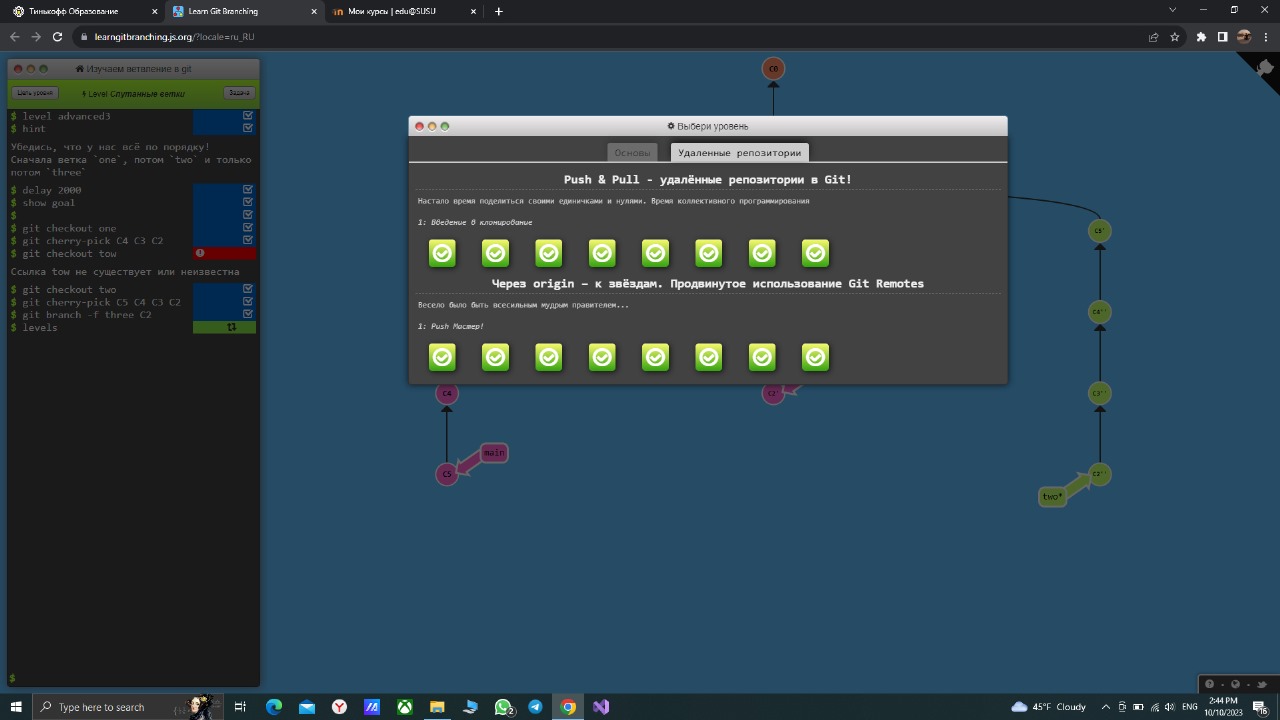 Тинькофф Образование
Learn Git Branching
Мои курсы | edu@SUSU
learngitbranching.js.org/?locale=ru_RU
Изучаем ветвление в git
Цель уровня
Level Спутанные ветки
Задача
$ level advanced3
$ hint
Убедись, что у нас всё по порядку!
Сначала ветка `one`, потом `two` и только
потом `three`
$ delay 2000
$ show goal
$
$ git checkout one
$ git cherry-pick C4 C3 C2
$ git checkout tow
Ссылка tow не существует или неизвестна
$ git checkout two
$ git cherry-pick C5 C4 C3 C2
$ git branch -f three C2
$ levels
$
C0
Выбери уровень
Основы
Удаленные репозитории
Push & Pull - удалённые репозитории в Git!
Настало время поделиться своими единичками и нулями. Время коллективного программирования
1: Введение в клонирование
Через origin – к звёздам. Продвинутое использование Git Remotes
Весело было быть всесильным мудрым правителем...
1: Push Мастер!
C5'
C4''
C4
C2
C3''
main
C5
C2''
two*
Type here to search
2
45°F Cloudy
ENG
2:44 PM
10/10/2023